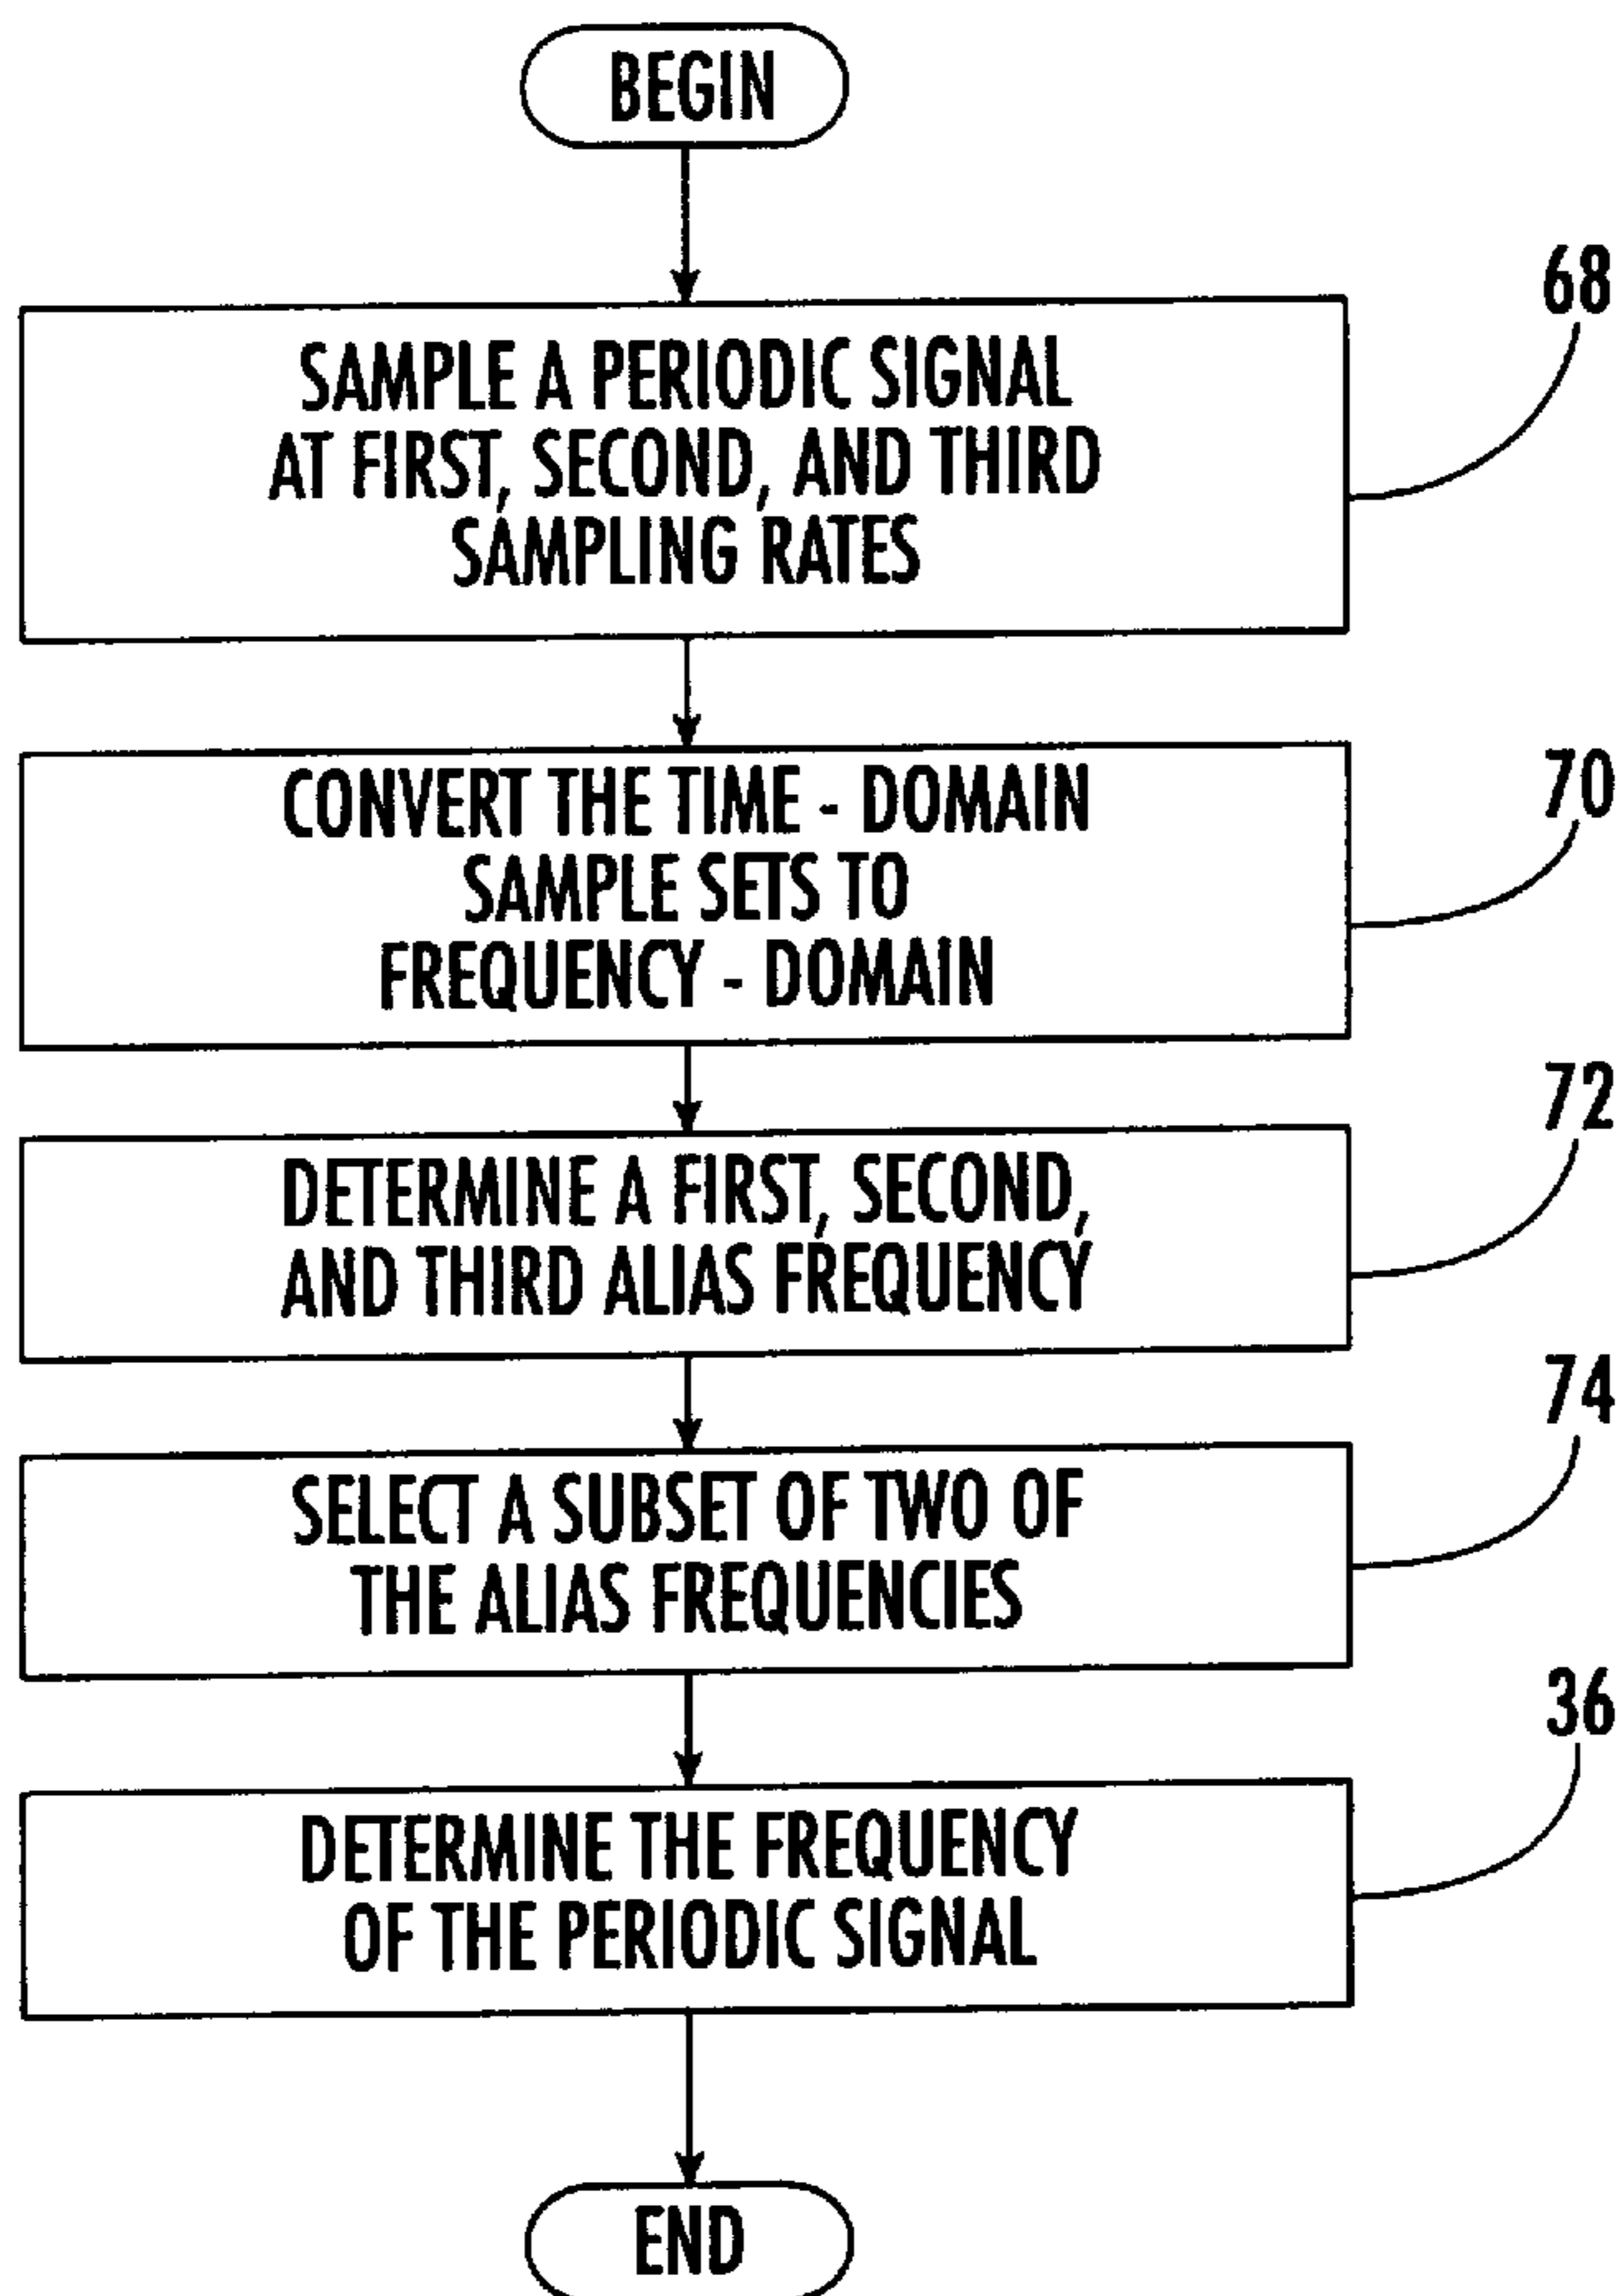 BEGIN
68
SAMPLE A PERIODIC SIGNAL
AT FIRST, SECOND, AND THIRD
SAMPLING RATES
70
CONVERT THE TIME - DOMAIN
SAMPLE SETS TO
FREQUENCY - DOMAIN
72
DETERMINE A FIRST, SECOND,
AND THIRD ALIAS FREQUENCY
74
SELECT A SUBSET OF TWO OF
THE ALIAS FREQUENCIES
36
DETERMINE THE FREQUENCY
OF THE PERIODIC SIGNAL
END